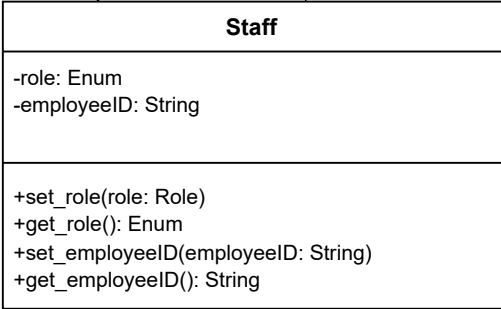 Staff
-role: Enum
-employeeID: String
+set_role(role: Role)
+get_role(): Enum
+set_employeeID(employeeID: String)
+get_employeeID(): String